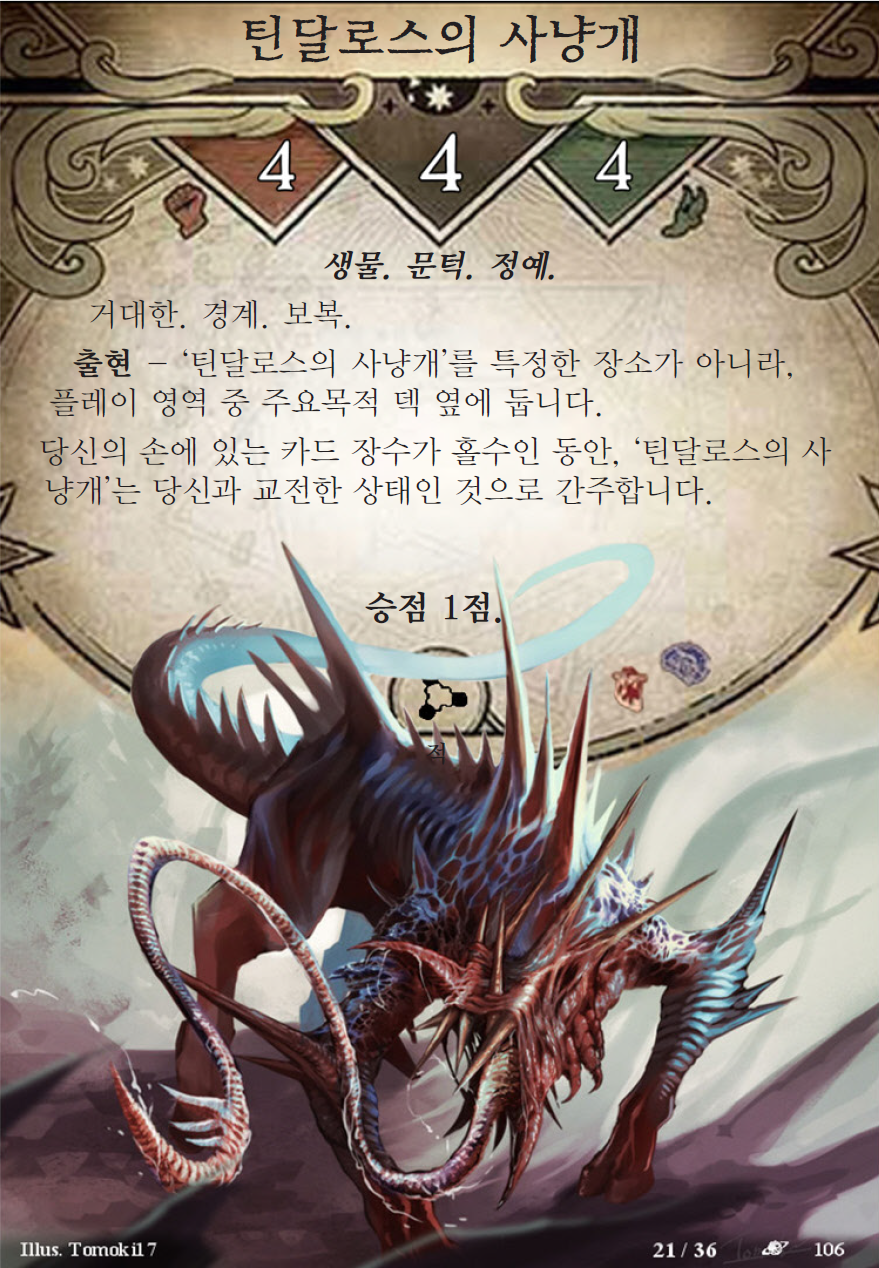 틴달로스의 사냥개
4 4 4
생물. 문턱. 정예.
거대한. 경계. 보복.
출현 – ‘틴달로스의 사냥개’를 특정한 장소가 아니라,
플레이 영역 중 주요목적 덱 옆에 둡니다.
당신의 손에 있는 카드 장수가 홀수인 동안, ‘틴달로스의 사
냥개’는 당신과 교전한 상태인 것으로 간주합니다.
승점 1점.
적
Illus. Tomoki17 21 / 36 106